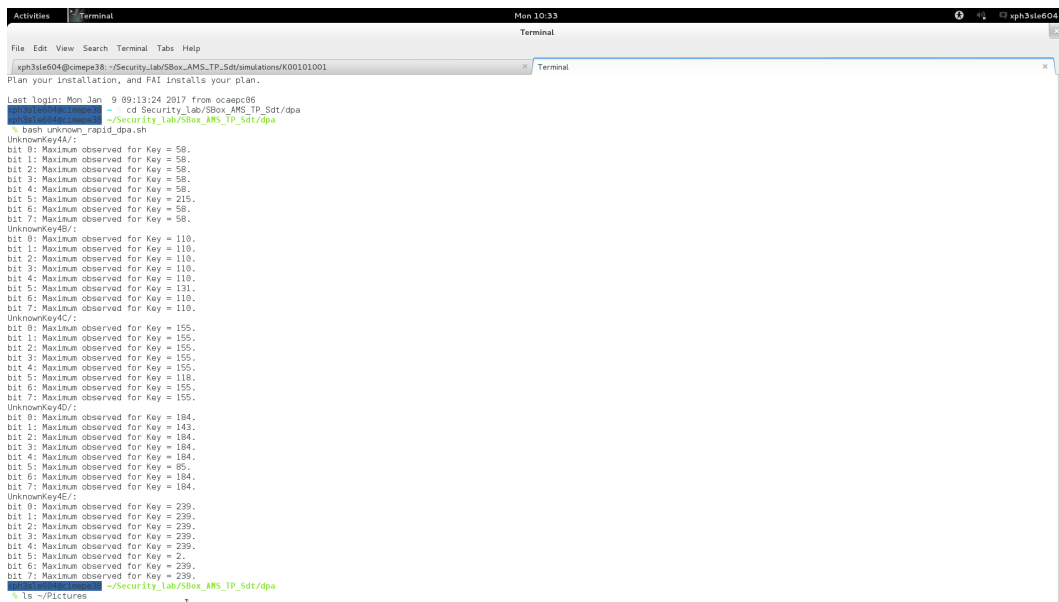 Activities Terminal Mon 10:33 xph3sle604
Terminal
File Edit View Search Terminal Tabs Help
xph3sle604@cimepe38: ~/Security_lab/SBox_AMS_TP_Sdt/simulations/K00101001 × Terminal ×
Plan your installation, and FAI installs your plan.
Last login: Mon Jan 9 09:13:24 2017 from ocaepc06
xph3sle604@cimepe38 ~ % cd Security_lab/SBox_AMS_TP_Sdt/dpa
xph3sle604@cimepe38 ~/Security_lab/SBox_AMS_TP_Sdt/dpa
% bash unknown_rapid_dpa.sh
UnknownKey4A/:
bit 0: Maximum observed for Key = 58.
bit 1: Maximum observed for Key = 58.
bit 2: Maximum observed for Key = 58.
bit 3: Maximum observed for Key = 58.
bit 4: Maximum observed for Key = 58.
bit 5: Maximum observed for Key = 215.
bit 6: Maximum observed for Key = 58.
bit 7: Maximum observed for Key = 58.
UnknownKey4B/:
bit 0: Maximum observed for Key = 110.
bit 1: Maximum observed for Key = 110.
bit 2: Maximum observed for Key = 110.
bit 3: Maximum observed for Key = 110.
bit 4: Maximum observed for Key = 110.
bit 5: Maximum observed for Key = 131.
bit 6: Maximum observed for Key = 110.
bit 7: Maximum observed for Key = 110.
UnknownKey4C/:
bit 0: Maximum observed for Key = 155.
bit 1: Maximum observed for Key = 155.
bit 2: Maximum observed for Key = 155.
bit 3: Maximum observed for Key = 155.
bit 4: Maximum observed for Key = 155.
bit 5: Maximum observed for Key = 118.
bit 6: Maximum observed for Key = 155.
bit 7: Maximum observed for Key = 155.
UnknownKey4D/:
bit 0: Maximum observed for Key = 184.
bit 1: Maximum observed for Key = 143.
bit 2: Maximum observed for Key = 184.
bit 3: Maximum observed for Key = 184.
bit 4: Maximum observed for Key = 184.
bit 5: Maximum observed for Key = 85.
bit 6: Maximum observed for Key = 184.
bit 7: Maximum observed for Key = 184.
UnknownKey4E/:
bit 0: Maximum observed for Key = 239.
bit 1: Maximum observed for Key = 239.
bit 2: Maximum observed for Key = 239.
bit 3: Maximum observed for Key = 239.
bit 4: Maximum observed for Key = 239.
bit 5: Maximum observed for Key = 2.
bit 6: Maximum observed for Key = 239.
bit 7: Maximum observed for Key = 239.
xph3sle604@cimepe38 ~/Security_lab/SBox_AMS_TP_Sdt/dpa
% ls ~/Pictures